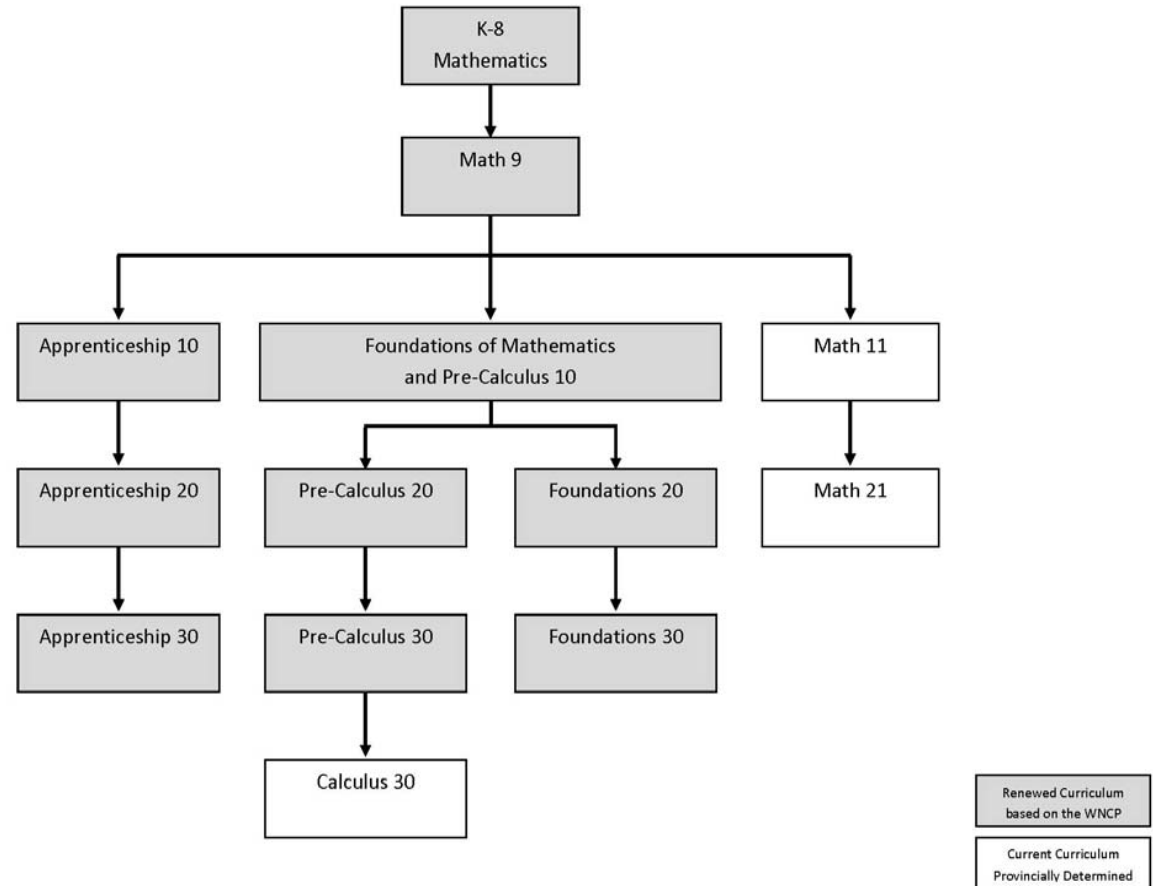 K-8
Mathematics
Math 9
Apprenticeship 10
Foundations of Mathematics
and Pre-Calculus 10
Math 11
Apprenticeship 20
Pre-Calculus 20
Foundations 20
Math 21
Apprenticeship 30
Pre-Calculus 30
Foundations 30
Calculus 30
Renewed Curriculum
based on the WNCP
Current Curriculum
Provincially Determined